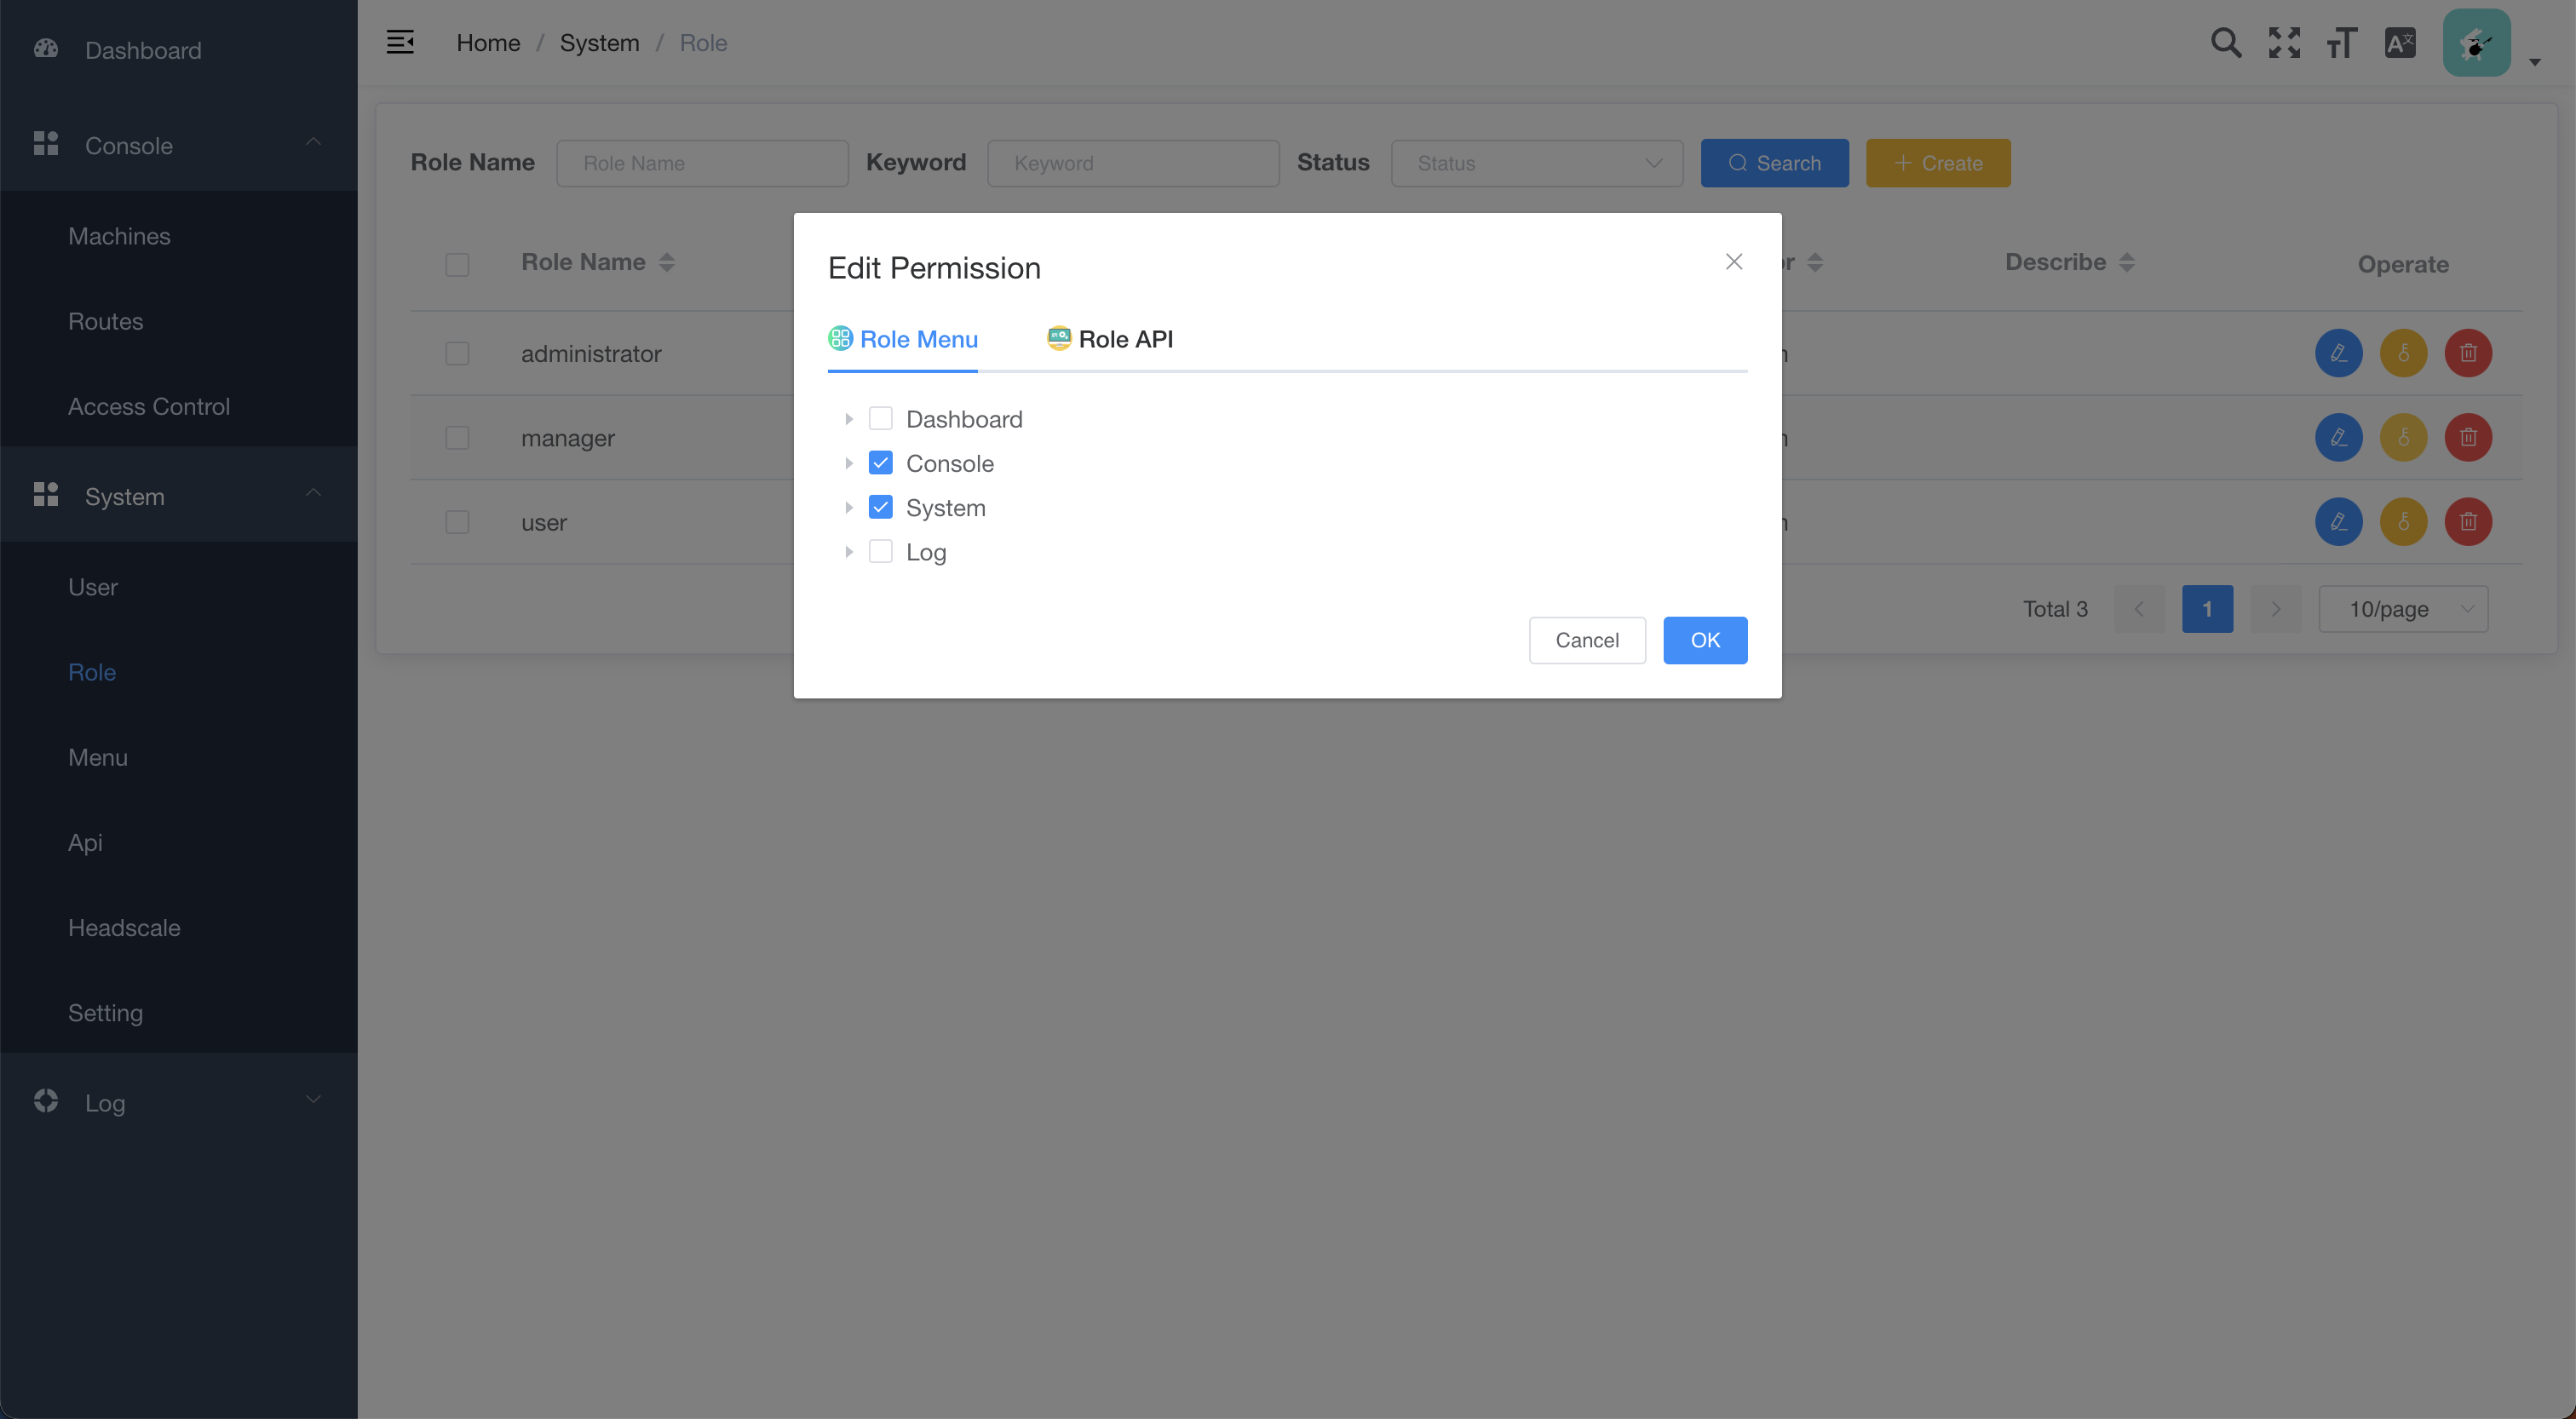 Dashboard
Console
Machines
Routes
Access Control
System
User
Role
Menu
Api
Headscale
Setting
Log
Home / System / Role
Role Name Role Name Keyword Keyword Status Status Search Create
Role Name Describe Operate
administrator
manager
user
Total 3 1 10/page
Edit Permission
Role Menu Role API
Dashboard
Console
System
Log
Cancel OK